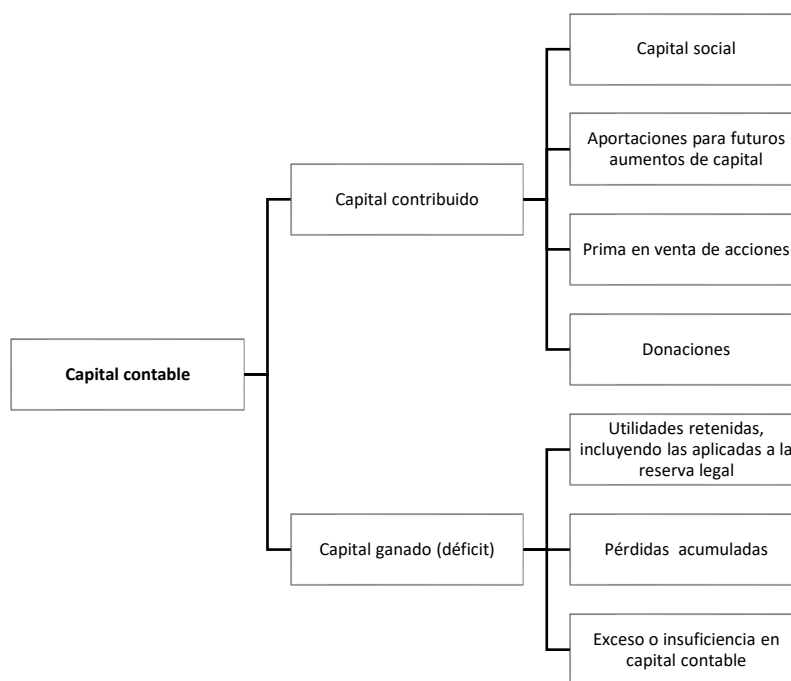 Capital contable
Capital contribuido
Capital social
Aportaciones para futuros
aumentos de capital
Prima en venta de acciones
Donaciones
Capital ganado (déficit)
Utilidades retenidas,
incluyendo las aplicadas a la
reserva legal
Pérdidas acumuladas
Exceso o insuficiencia en
capital contable